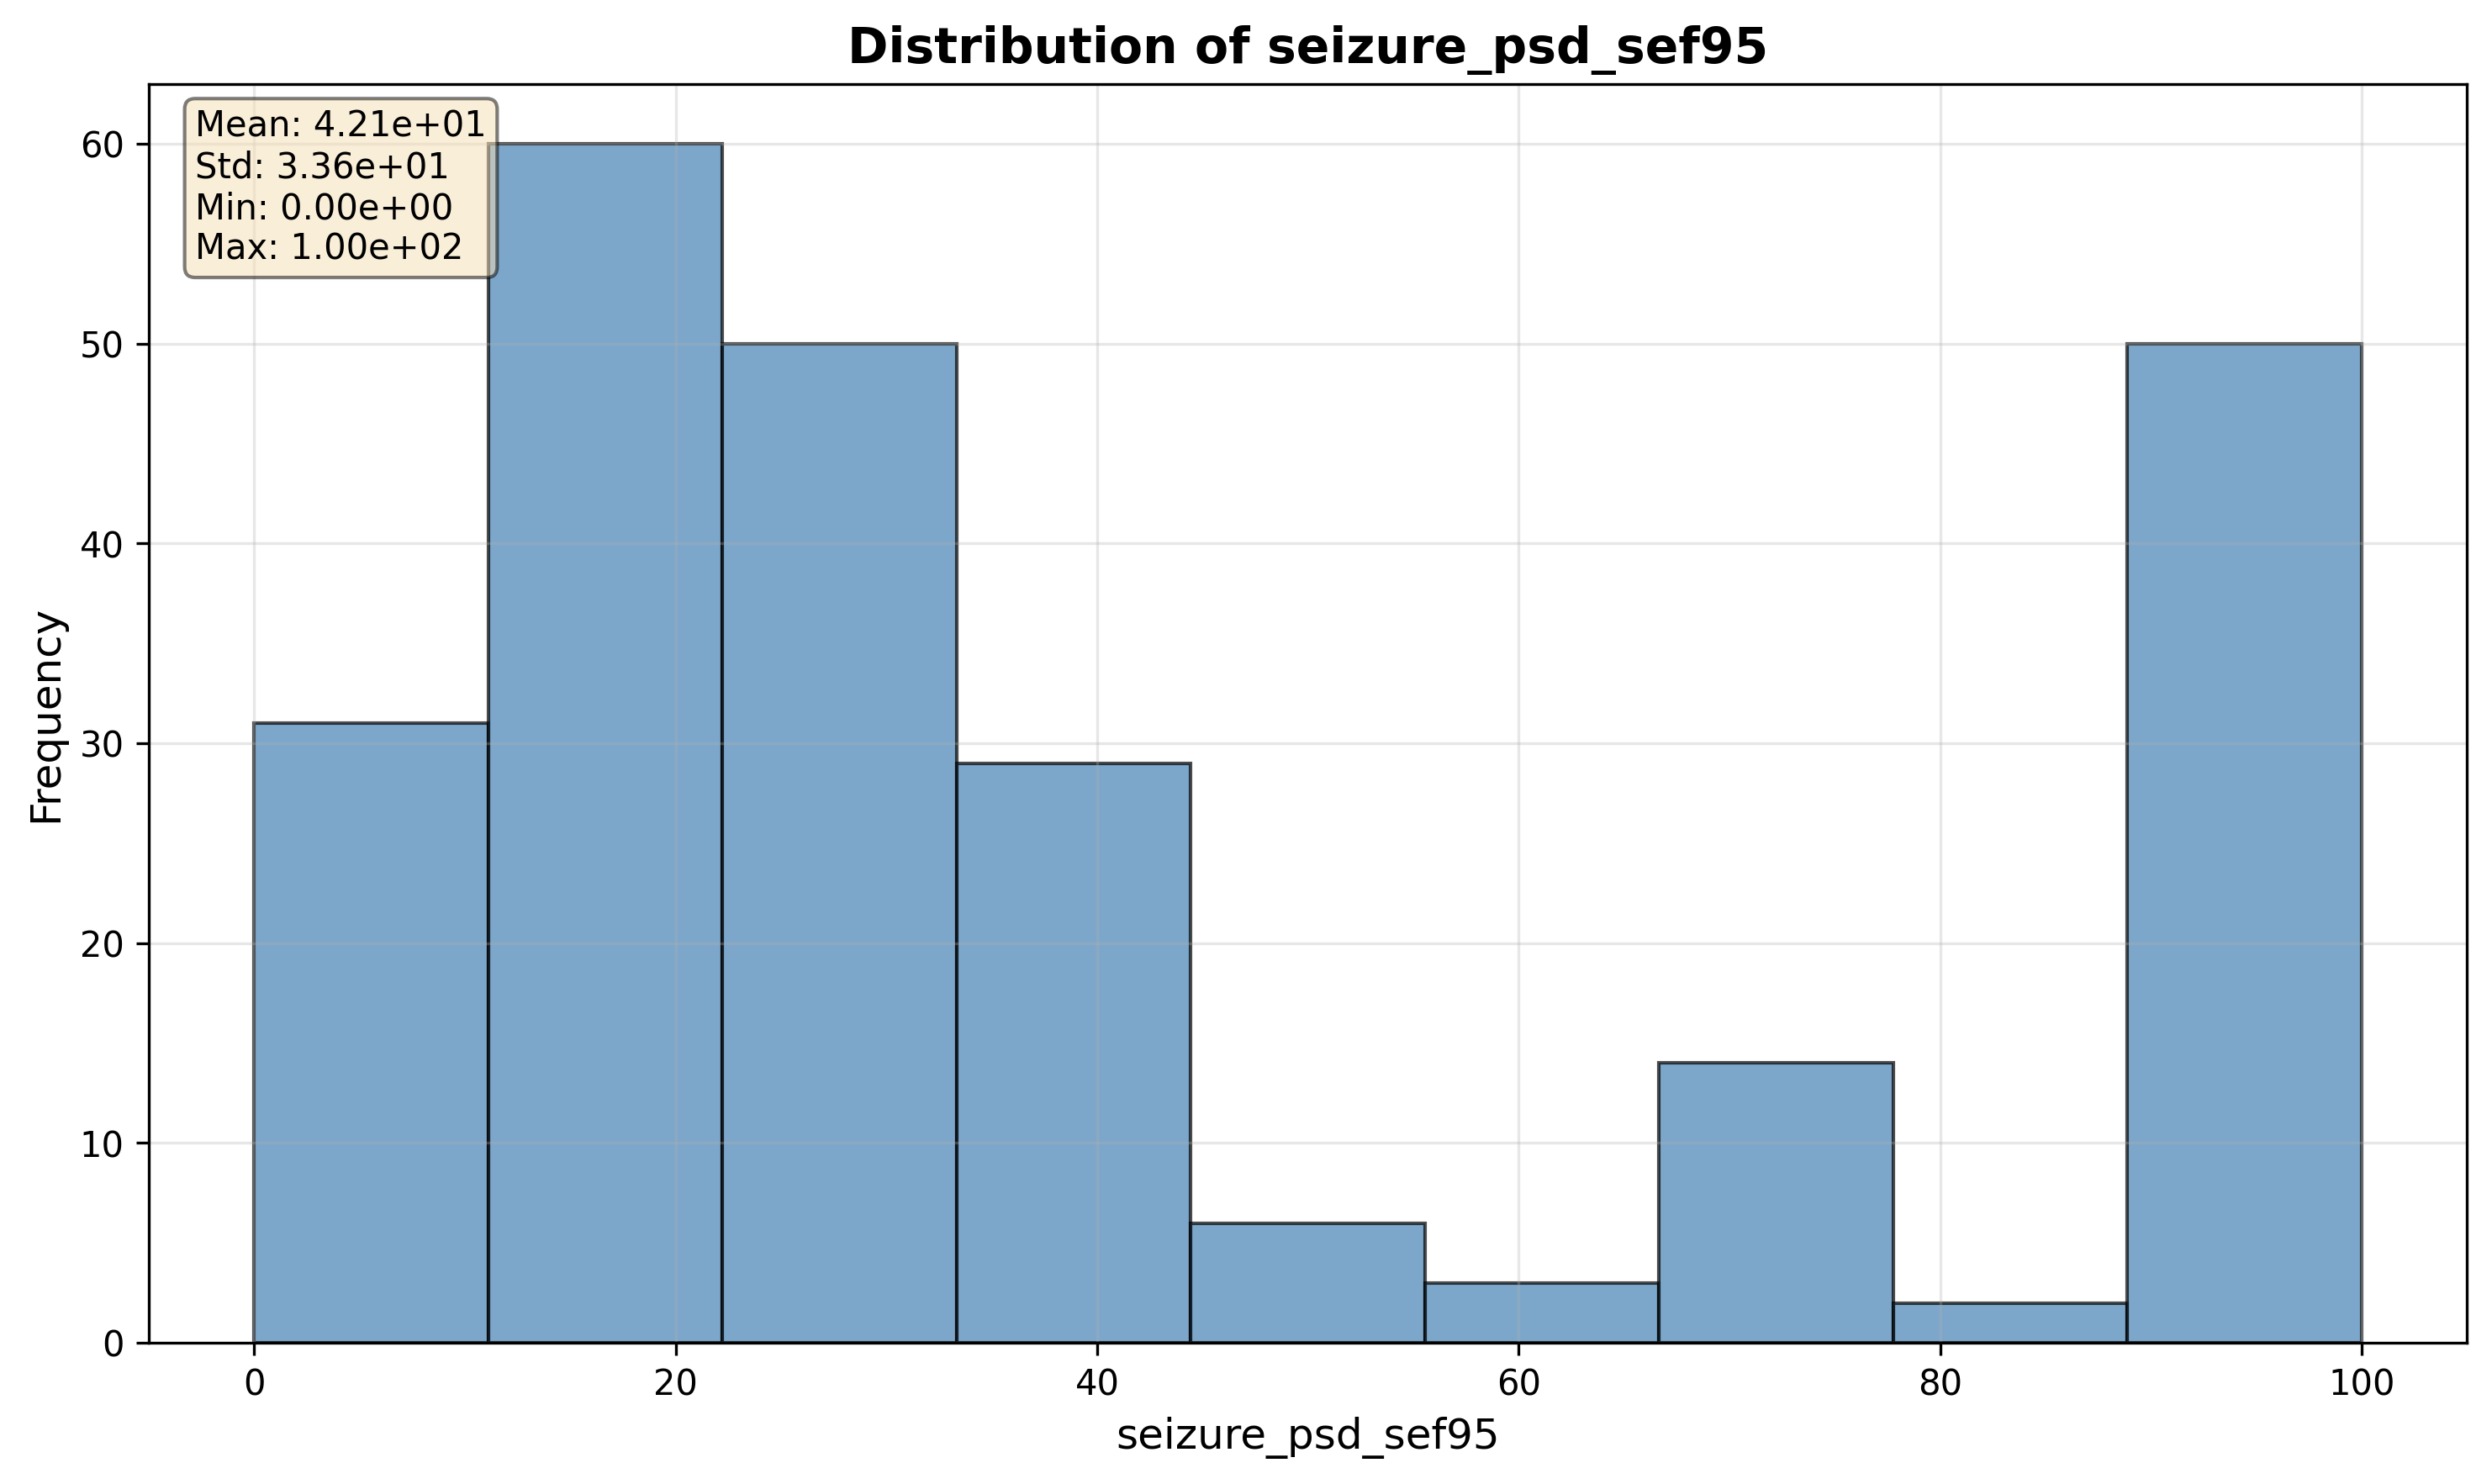 Distribution of seizure_psd_sef95
Mean: 4.21e+01
Std: 3.36e+01
Min: 0.00e+00
Max: 1.00e+02
60
50
40
30
20
10
0
Frequency
0 20 40 60 80 100
seizure_psd_sef95